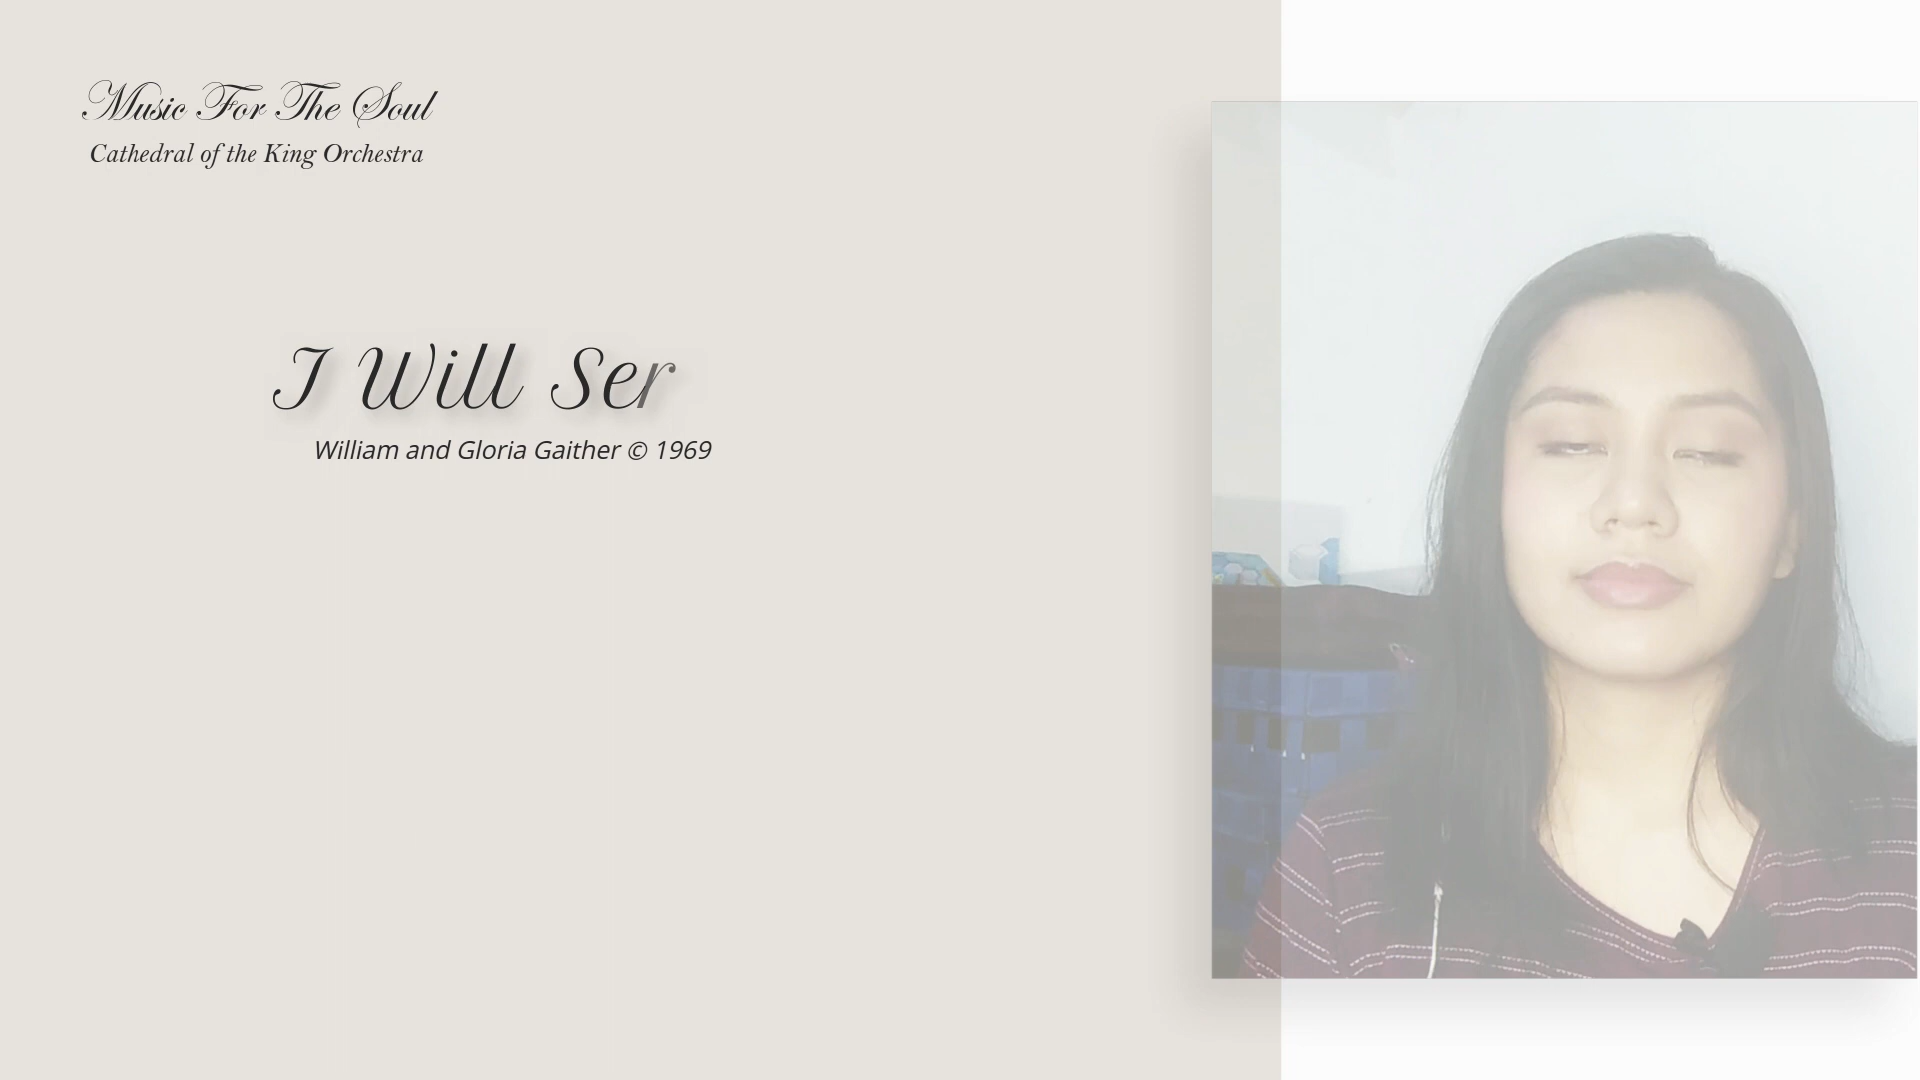 Music For The Soul
Cathedral of the King Orchestra
I Will Ser
William and Gloria Gaither © 1969